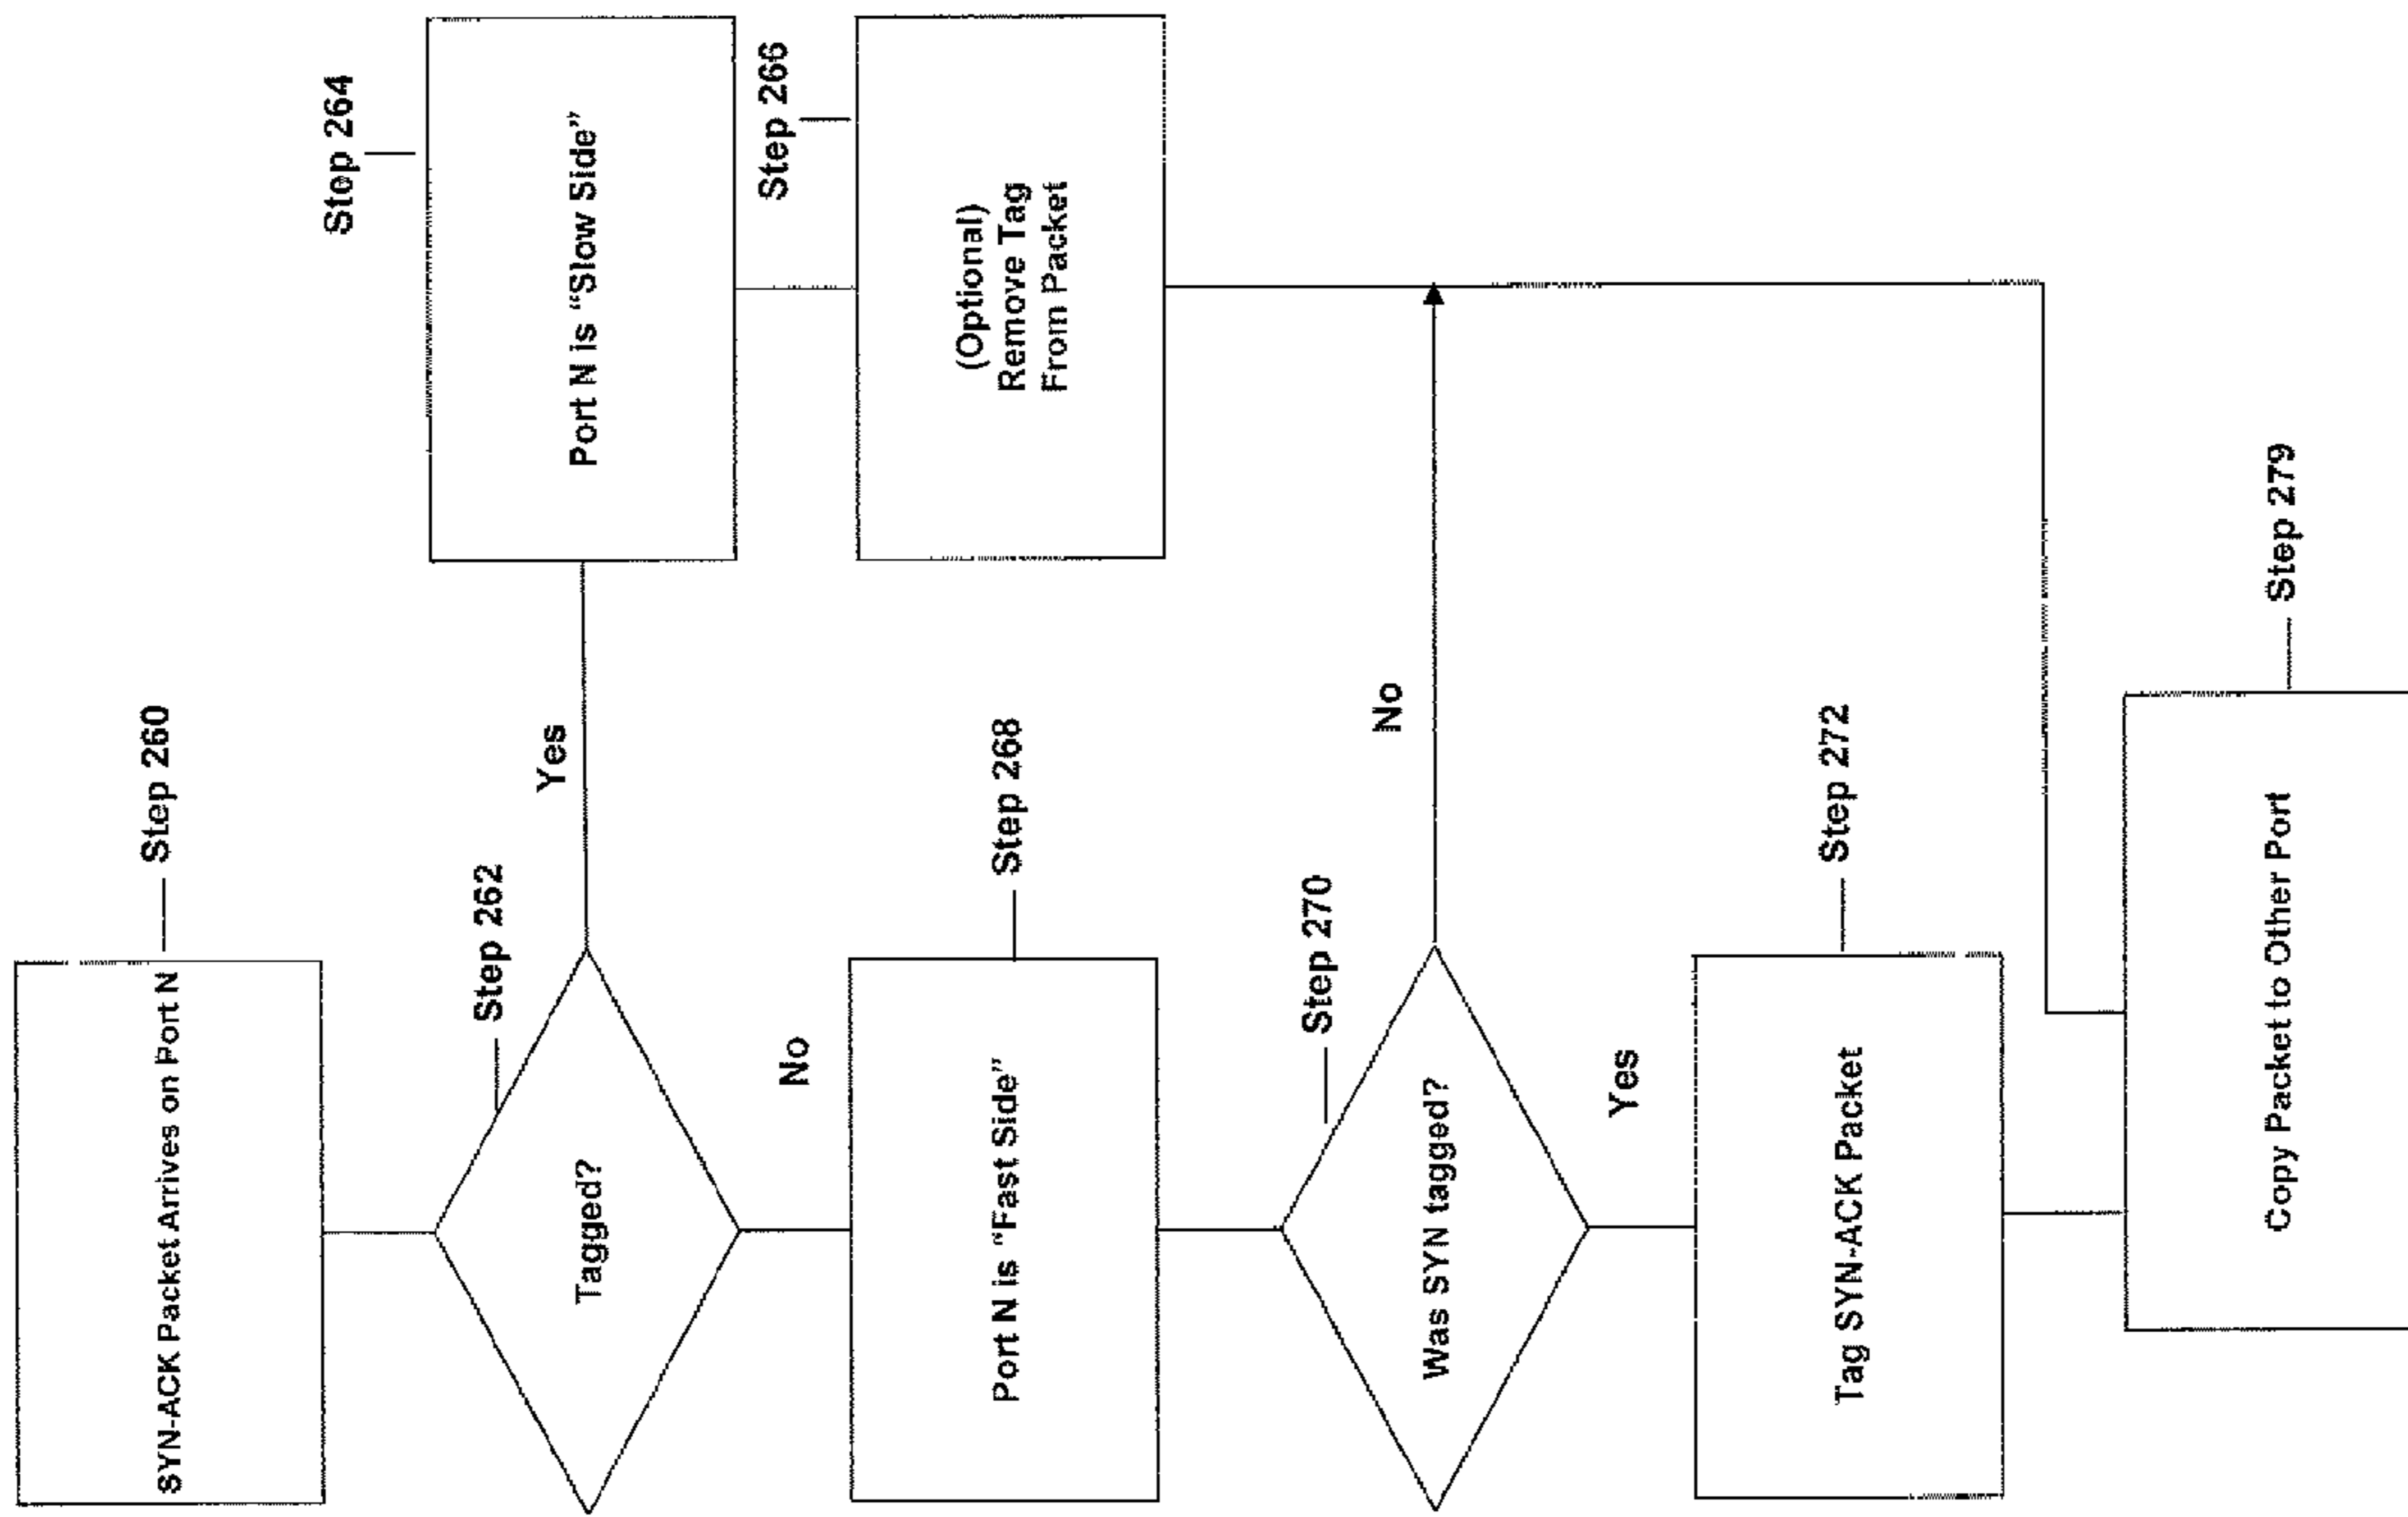 SYN-ACK Packet Arrives on Port N
Step 260
Tagged?
Step 262
Yes
Port N is “Slow Side”
Step 264
(Optional)
Remove Tag
From Packet
Step 266
No
Port N is “Fast Side”
Step 268
Was SYN tagged?
Step 270
No
Yes
Tag SYN-ACK Packet
Step 272
Copy Packet to Other Port
Step 279